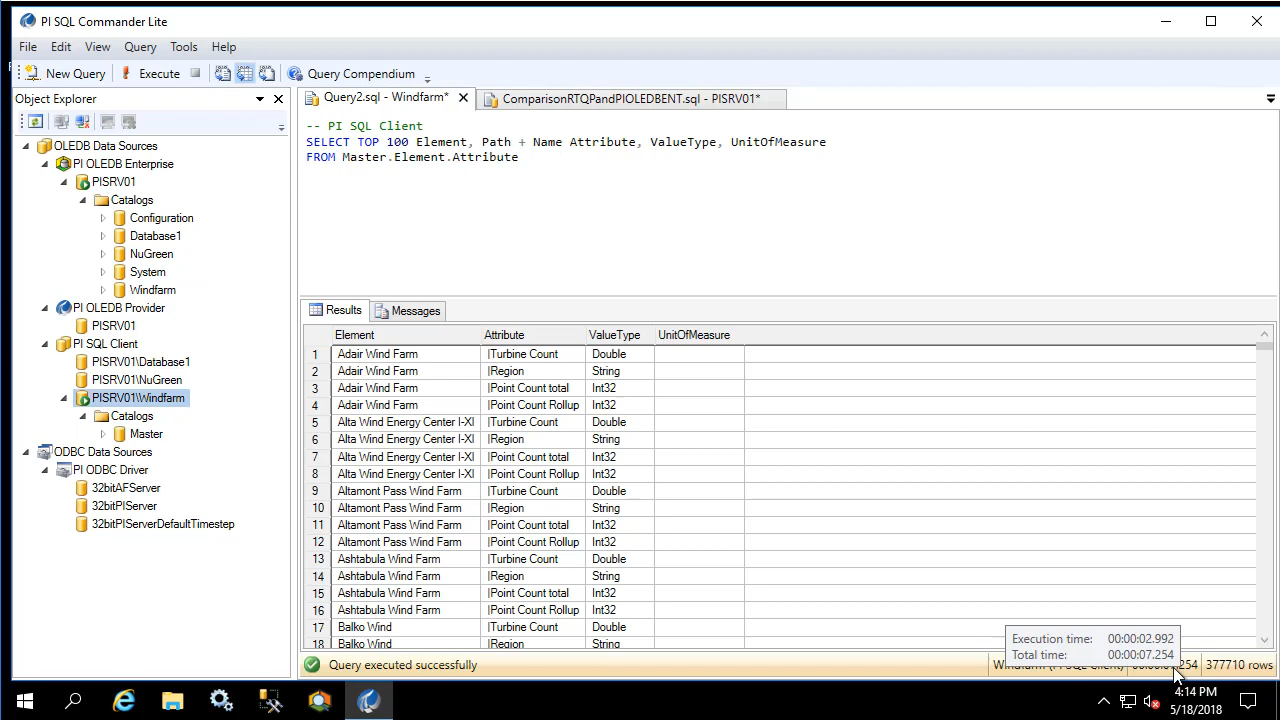 PI SQL Commander Lite
File Edit View Query Tools Help
New Query Execute Query Compendium
Object Explorer
OLEDB Data Sources
PI OLEDB Enterprise
PISRV01
Catalogs
Configuration
Database1
NuGreen
System
Windfarm
PI OLEDB Provider
PISRV01
PI SQL Client
PISRV01\Database1
PISRV01\NuGreen
PISRV01\Windfarm
Catalogs
Master
ODBC Data Sources
PI ODBC Driver
32bitAFServer
32bitPIServer
32bitPIServerDefaultTimestep
Query2.sql - Windfarm* ComparisonRTQPandPIOLEDBENT.sql - PISRV01*
-- PI SQL Client
SELECT TOP 100 Element, Path + Name Attribute, ValueType, UnitOfMeasure
FROM Master.Element.Attribute
Results Messages
Element Attribute ValueType UnitOfMeasure
1 Adair Wind Farm |Turbine Count Double
2 Adair Wind Farm |Region String
3 Adair Wind Farm |Point Count total Int32
4 Adair Wind Farm |Point Count Rollup Int32
5 Alta Wind Energy Center I-XI |Turbine Count Double
6 Alta Wind Energy Center I-XI |Region String
7 Alta Wind Energy Center I-XI |Point Count total Int32
8 Alta Wind Energy Center I-XI |Point Count Rollup Int32
9 Altamont Pass Wind Farm |Turbine Count Double
10 Altamont Pass Wind Farm |Region String
11 Altamont Pass Wind Farm |Point Count total Int32
12 Altamont Pass Wind Farm |Point Count Rollup Int32
13 Ashtabula Wind Farm |Turbine Count Double
14 Ashtabula Wind Farm |Region String
15 Ashtabula Wind Farm |Point Count total Int32
16 Ashtabula Wind Farm |Point Count Rollup Int32
17 Balko Wind |Turbine Count Double
18 Balko Wind |Region String
Execution time: 00:00:02.992
Total time: 00:00:07.254
Query executed successfully Windfarm (PI SQL Client) 377710 rows
4:14 PM
5/18/2018